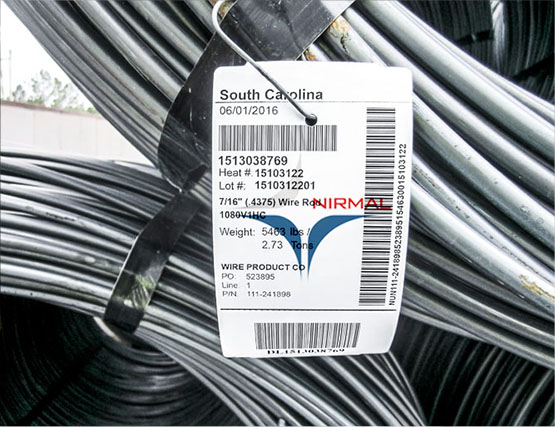 South Carolina
06/01/2016
1513038769
Heat #: 15103122
Lot #: 1510312201
7/16" (.4375) Wire Rod
NIRMAL
1080V1HC
Weight: 5463 lbs /
2.73 Tons
WIRE PRODUCT CO
PO: 523895
Line: 1
P/N: 111-241898
DL1513038769